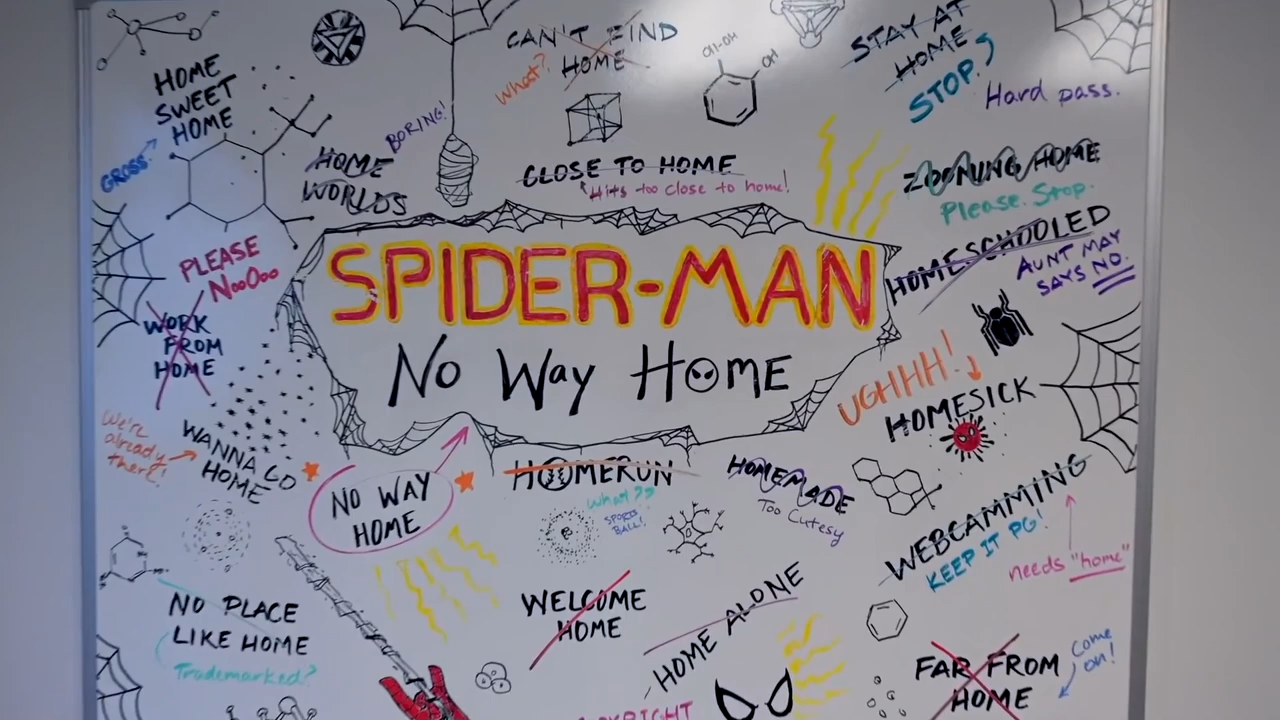 CAN'T FIND
HOME
What?
STAY AT
HOME
STOP.
Hard pass.
HOME
SWEET
HOME
GROSS.
BORING!
HOME
WORLDS
OH-OH
OH
CLOSE TO HOME
Hits too close to home!
ZOOMING HOME
Please. Stop.
HOMESCHOOLED
AUNT MAY
SAYS NO.
PLEASE
NoOOoo
WORK
FROM
HOME
SPIDER-MAN
No Way HOME
UGHHH!
HOMESICK
We're
already
there!
WANNA GO
HOME
NO WAY
HOME
HOOMERUN
What??
SPORTS
BALL!
HOMEMADE
Too Cutesy
WEBCAMMING
KEEP IT PG!
needs "home"
NO PLACE
LIKE HOME
Trademarked?
WELCOME
HOME
HOME ALONE
COPYRIGHT
FAR FROM
HOME
Come
on!